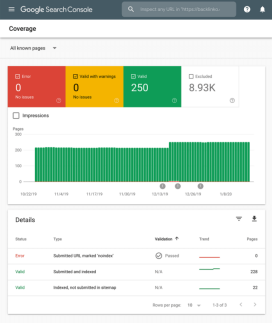 Google Search Console
Inspect any URL in "https://davelinden
Coverage
All known pages
Error
0
No issues
Valid with warnings
0
No issues
Valid
250
Excluded
8.93K
Impressions
Pages
300
200
100
0
10/22/19
11/4/19
11/17/19
11/30/19
12/13/19
12/26/19
1/8/20
Details
Status Type Validation Trend Pages
Error Submitted URL marked 'noindex' Passed 0
Valid Submitted and indexed N/A 228
Valid Indexed, not submitted in sitemap N/A 22
Rows per page: 10 1-3 of 3